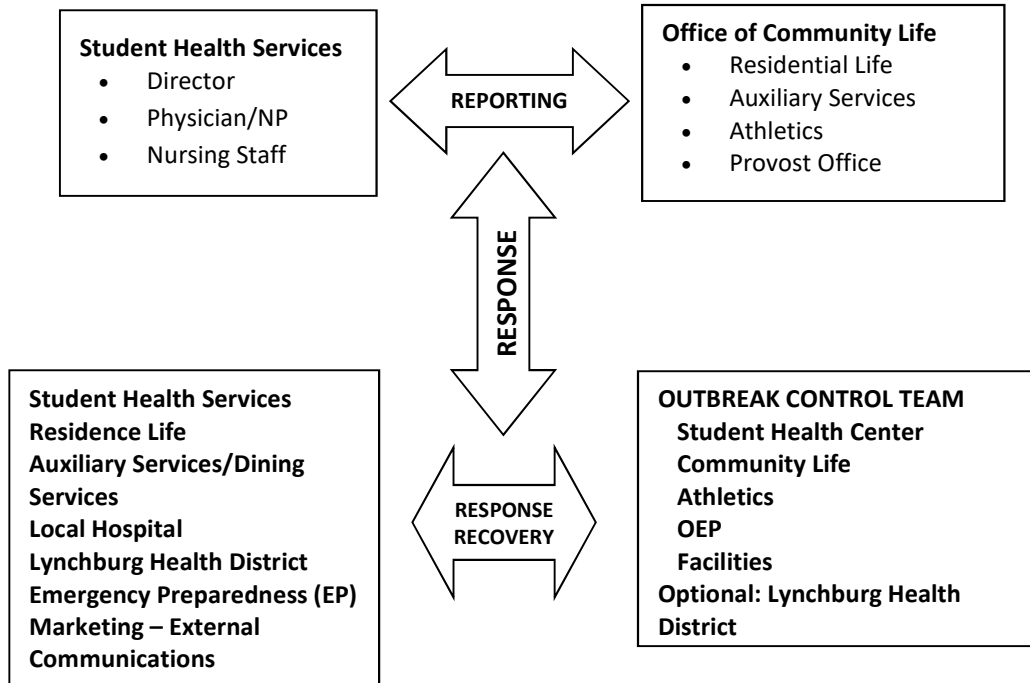 Student Health Services
• Director
• Physician/NP
• Nursing Staff
REPORTING
Office of Community Life
• Residential Life
• Auxiliary Services
• Athletics
• Provost Office
RESPONSE
Student Health Services
Residence Life
Auxiliary Services/Dining
Services
Local Hospital
Lynchburg Health District
Emergency Preparedness (EP)
Marketing – External
Communications
RESPONSE
RECOVERY
OUTBREAK CONTROL TEAM
Student Health Center
Community Life
Athletics
OEP
Facilities
Optional: Lynchburg Health
District